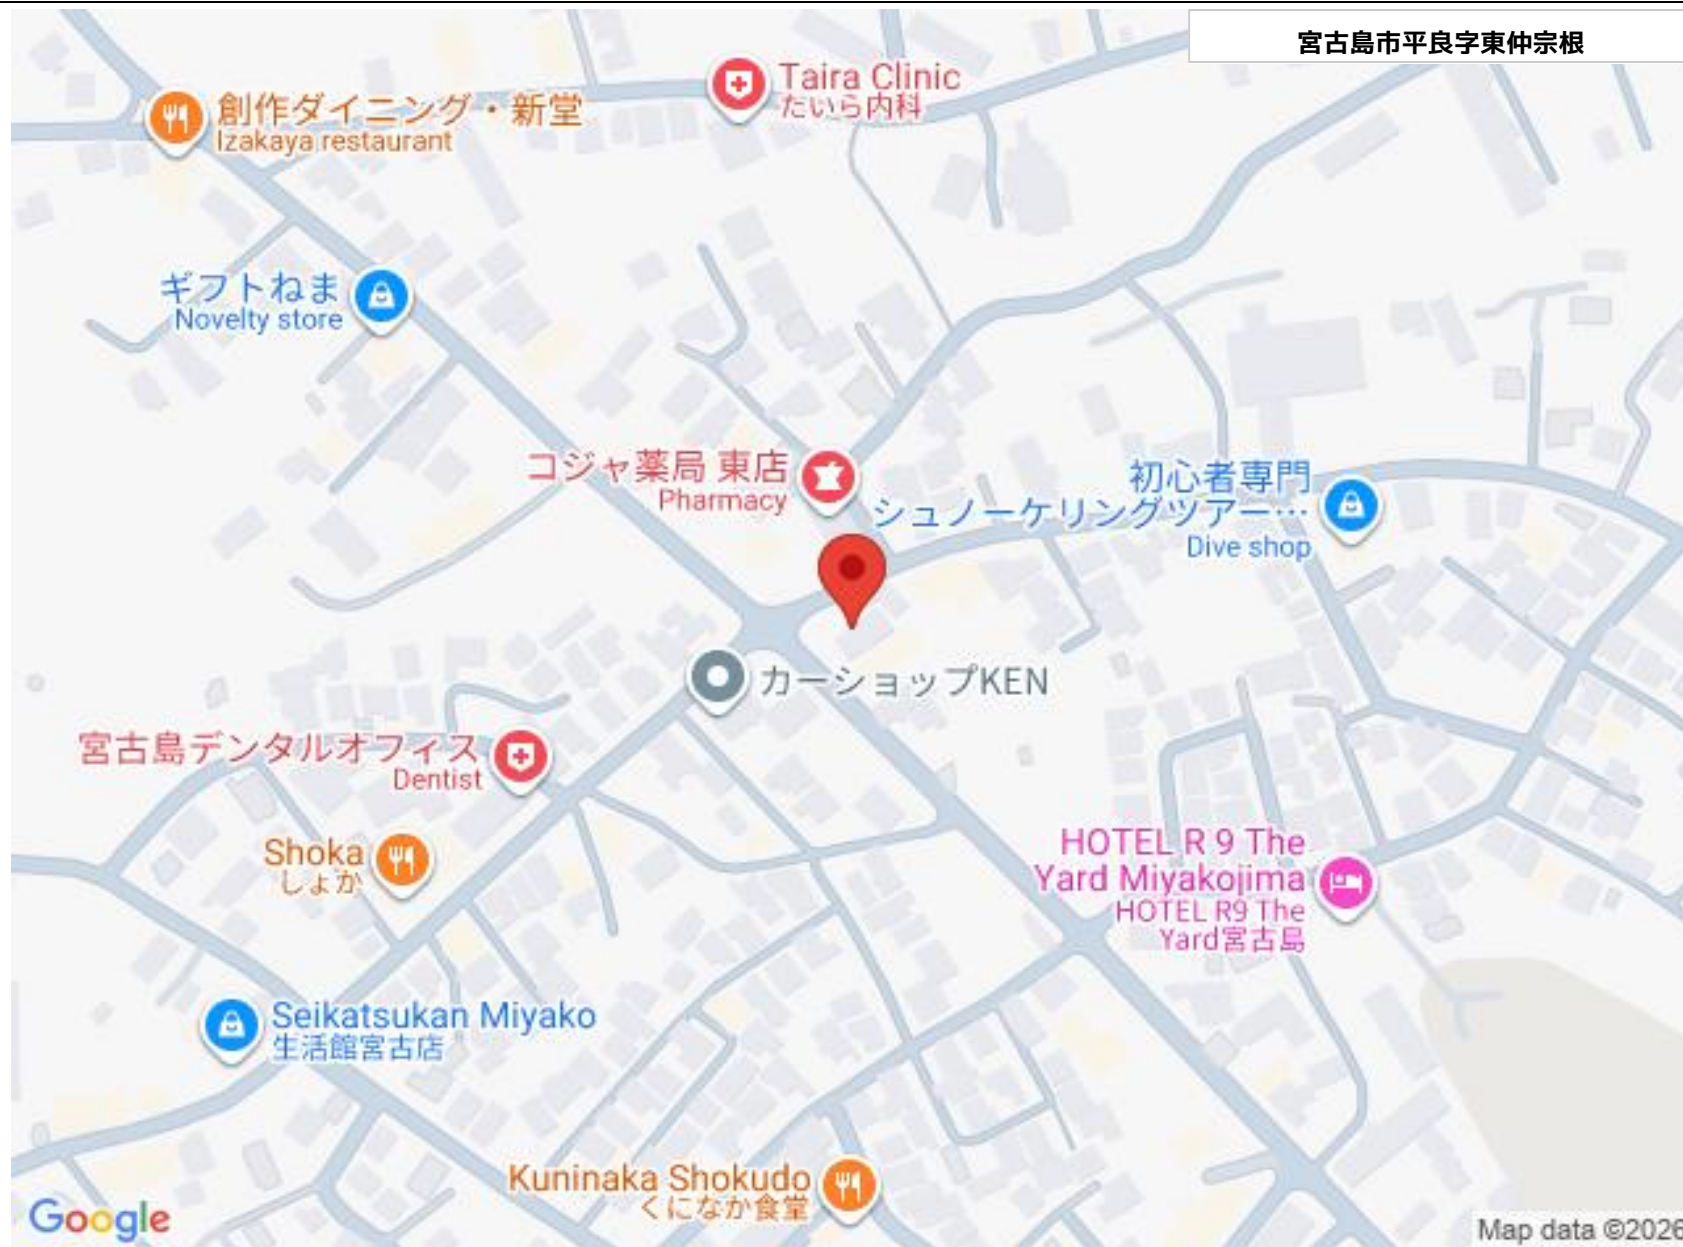 宮古島市平良字東仲宗根
Taira Clinic
たいら内科
創作ダイニング・新堂
Izakaya restaurant
ギフトねま
Novelty store
コジャ薬局 東店
Pharmacy
初心者専門
シュノーケリングツアー…
Dive shop
カーショップKEN
宮古島デンタルオフィス
Dentist
Shoka
しょか
HOTEL R 9 The
Yard Miyakojima
HOTEL R9 The
Yard宮古島
Seikatsukan Miyako
生活館宮古店
Kuninaka Shokudo
くになか食堂
Google
Map data ©2026